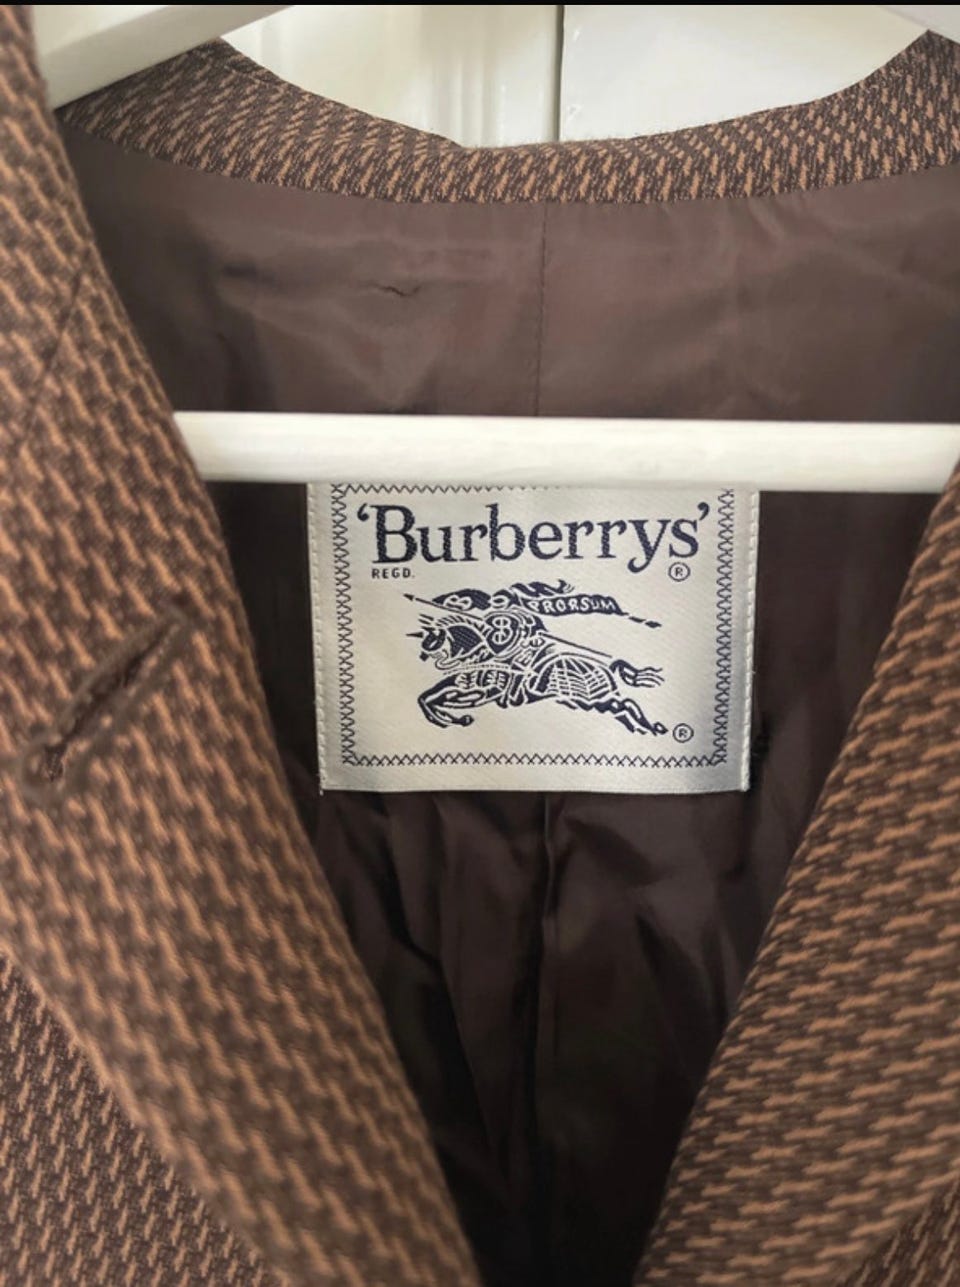 ‘Burberrys’
REGD. ®
PRORSUM
®